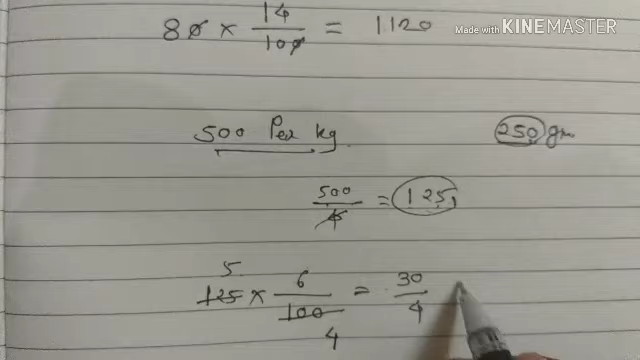 80 × 14/100 = 1120
Made with KINEMASTER
500 Per kg. 250 gm
500/4 = 125
5
125 × 6/100 = 30/4
4